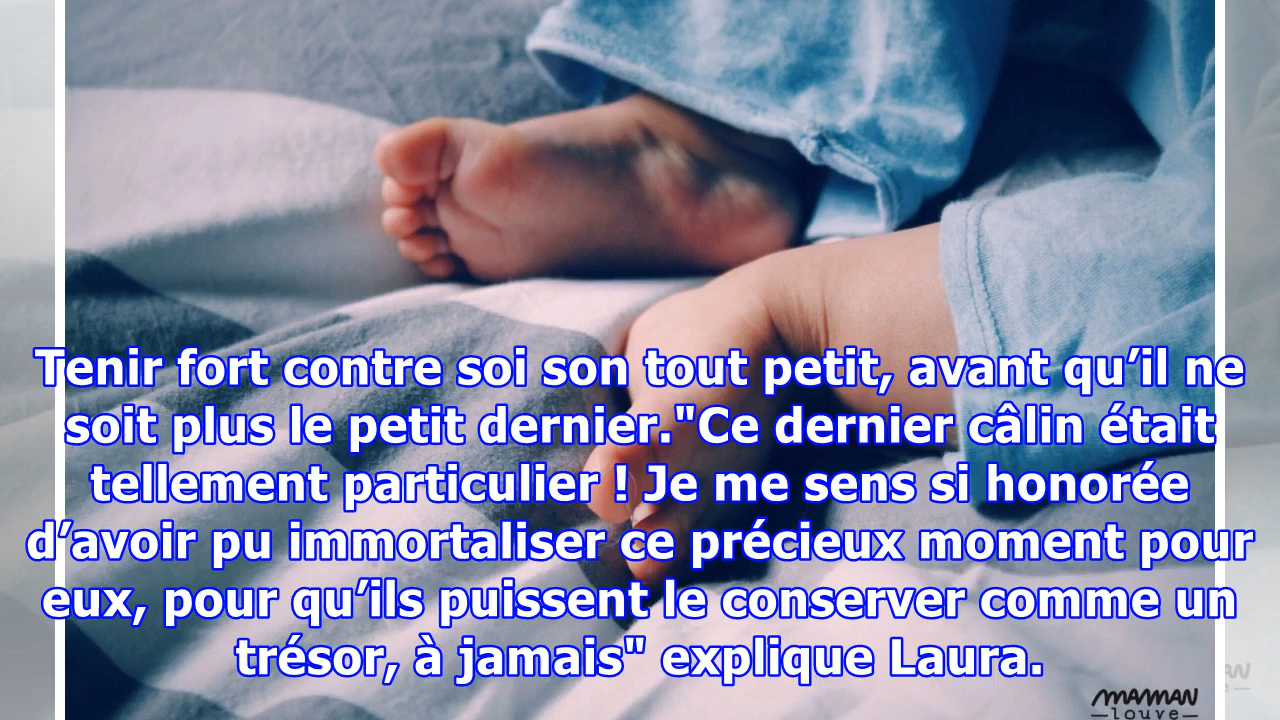 Tenir fort contre soi son tout petit, avant qu’il ne
soit plus le petit dernier."Ce dernier câlin était
tellement particulier ! Je me sens si honorée
d’avoir pu immortaliser ce précieux moment pour
eux, pour qu’ils puissent le conserver comme un
trésor, à jamais" explique Laura.
MAMAN
louve